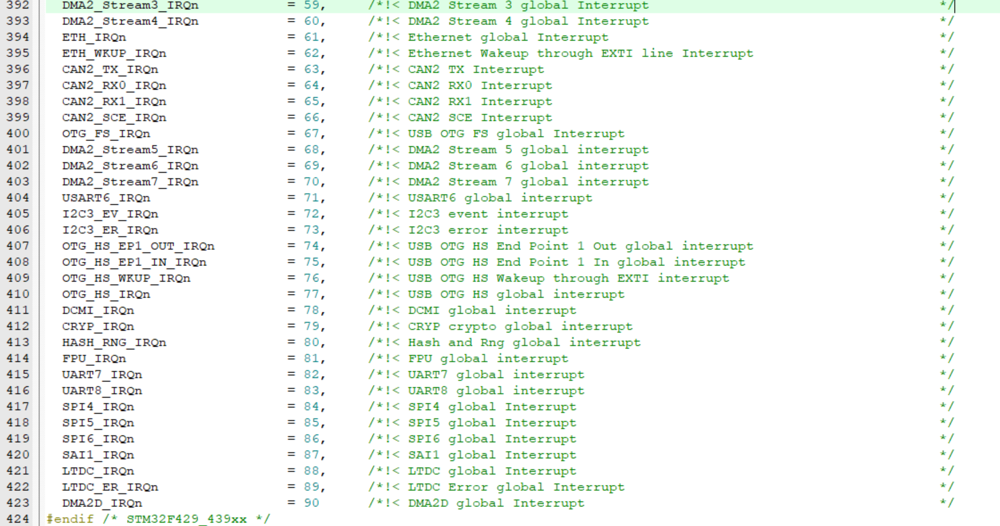 392 DMA2_Stream3_IRQn = 59, /*!< DMA2 Stream 3 global Interrupt */
393 DMA2_Stream4_IRQn = 60, /*!< DMA2 Stream 4 global Interrupt */
394 ETH_IRQn = 61, /*!< Ethernet global Interrupt */
395 ETH_WKUP_IRQn = 62, /*!< Ethernet Wakeup through EXTI line Interrupt */
396 CAN2_TX_IRQn = 63, /*!< CAN2 TX Interrupt */
397 CAN2_RX0_IRQn = 64, /*!< CAN2 RX0 Interrupt */
398 CAN2_RX1_IRQn = 65, /*!< CAN2 RX1 Interrupt */
399 CAN2_SCE_IRQn = 66, /*!< CAN2 SCE Interrupt */
400 OTG_FS_IRQn = 67, /*!< USB OTG FS global Interrupt */
401 DMA2_Stream5_IRQn = 68, /*!< DMA2 Stream 5 global interrupt */
402 DMA2_Stream6_IRQn = 69, /*!< DMA2 Stream 6 global interrupt */
403 DMA2_Stream7_IRQn = 70, /*!< DMA2 Stream 7 global interrupt */
404 USART6_IRQn = 71, /*!< USART6 global interrupt */
405 I2C3_EV_IRQn = 72, /*!< I2C3 event interrupt */
406 I2C3_ER_IRQn = 73, /*!< I2C3 error interrupt */
407 OTG_HS_EP1_OUT_IRQn = 74, /*!< USB OTG HS End Point 1 Out global interrupt */
408 OTG_HS_EP1_IN_IRQn = 75, /*!< USB OTG HS End Point 1 In global interrupt */
409 OTG_HS_WKUP_IRQn = 76, /*!< USB OTG HS Wakeup through EXTI interrupt */
410 OTG_HS_IRQn = 77, /*!< USB OTG HS global interrupt */
411 DCMI_IRQn = 78, /*!< DCMI global interrupt */
412 CRYP_IRQn = 79, /*!< CRYP crypto global interrupt */
413 HASH_RNG_IRQn = 80, /*!< Hash and Rng global interrupt */
414 FPU_IRQn = 81, /*!< FPU global interrupt */
415 UART7_IRQn = 82, /*!< UART7 global interrupt */
416 UART8_IRQn = 83, /*!< UART8 global interrupt */
417 SPI4_IRQn = 84, /*!< SPI4 global Interrupt */
418 SPI5_IRQn = 85, /*!< SPI5 global Interrupt */
419 SPI6_IRQn = 86, /*!< SPI6 global Interrupt */
420 SAI1_IRQn = 87, /*!< SAI1 global Interrupt */
421 LTDC_IRQn = 88, /*!< LTDC global Interrupt */
422 LTDC_ER_IRQn = 89, /*!< LTDC Error global Interrupt */
423 DMA2D_IRQn = 90 /*!< DMA2D global Interrupt */
424 #endif /* STM32F429_439xx */